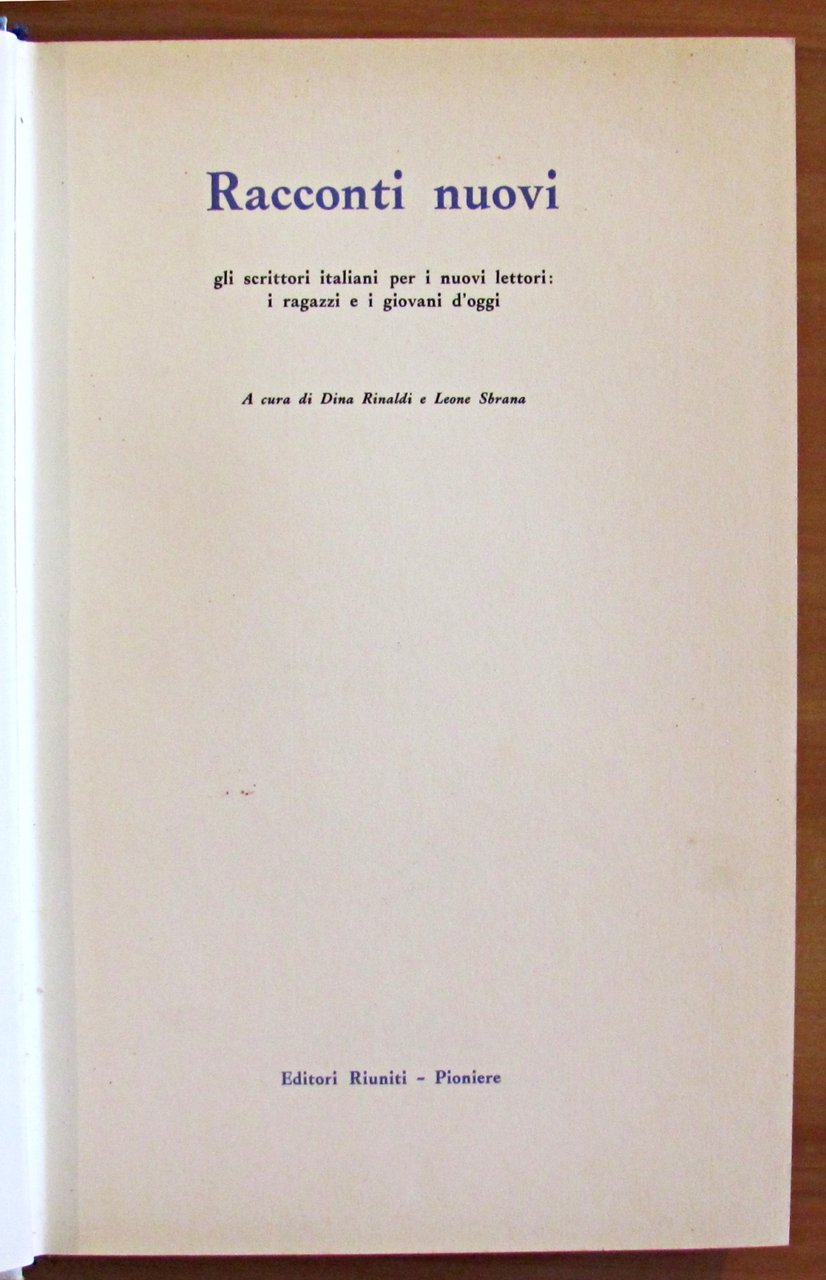 Racconti nuovi
gli scrittori italiani per i nuovi lettori:
i ragazzi e i giovani d'oggi
A cura di Dina Rinaldi e Leone Sbrana
Editori Riuniti - Pioniere